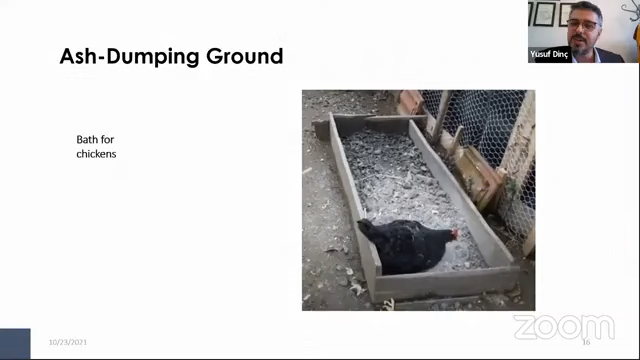 Ash-Dumping Ground
Yusuf Dinç
Bath for
chickens
zoom
10/23/2021
16